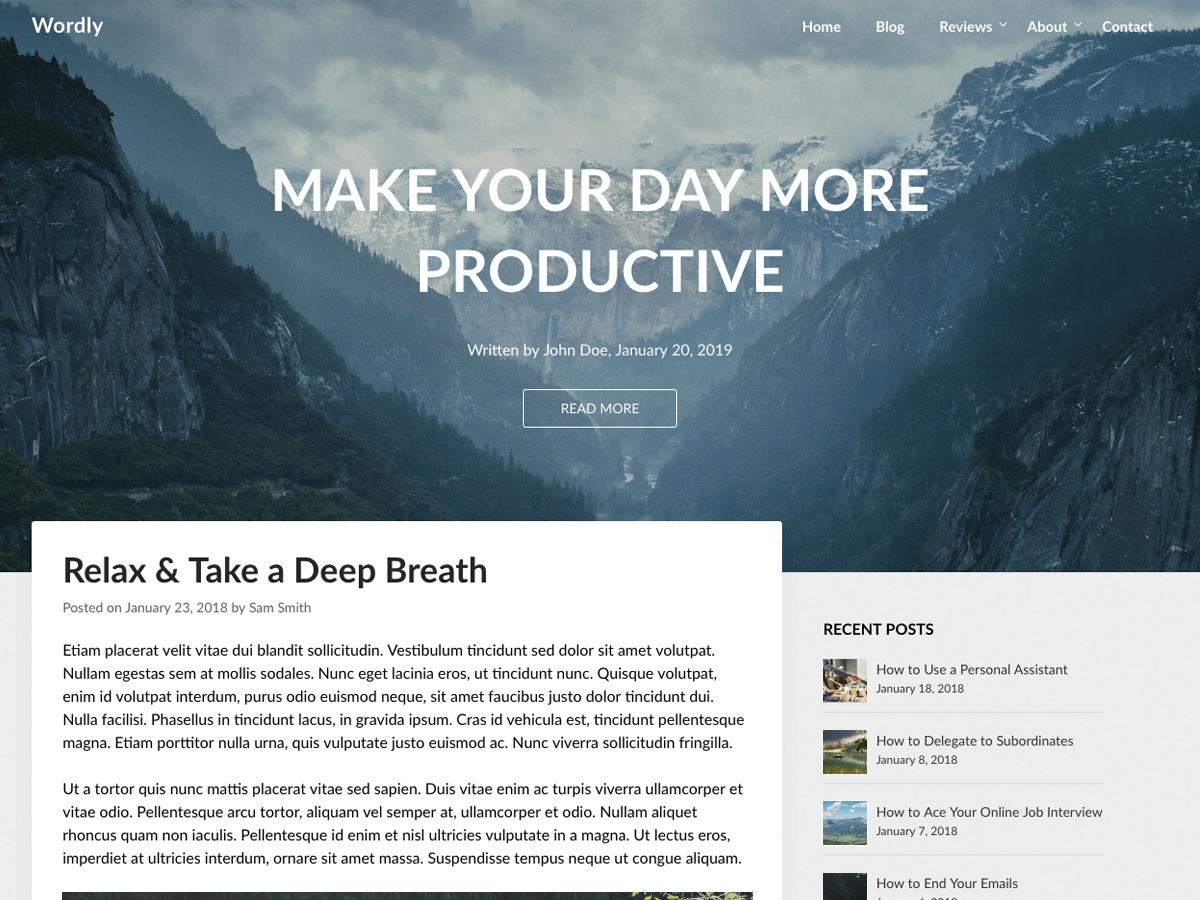 Wordly
Home Blog Reviews About Contact
MAKE YOUR DAY MORE
PRODUCTIVE
Written by John Doe, January 20, 2019
READ MORE
Relax & Take a Deep Breath
Posted on January 23, 2018 by Sam Smith
Etiam placerat velit vitae dui blandit sollicitudin. Vestibulum tincidunt sed dolor sit amet volutpat.
Nullam egestas sem at mollis sodales. Nunc eget lacinia eros, ut tincidunt nunc. Quisque volutpat,
enim id volutpat interdum, purus odio euismod neque, sit amet faucibus justo dolor tincidunt dui.
Nulla facilisi. Phasellus in tincidunt lacus, in gravida ipsum. Cras id vehicula est, tincidunt pellentesque
magna. Etiam porttitor nulla urna, quis vulputate justo euismod ac. Nunc viverra sollicitudin fringilla.
Ut a tortor quis nunc mattis placerat vitae sed sapien. Duis vitae enim ac turpis viverra ullamcorper et
vitae odio. Pellentesque arcu tortor, aliquam vel semper at, ullamcorper et odio. Nullam aliquet
rhoncus quam non iaculis. Pellentesque id enim et nisl ultricies vulputate in a magna. Ut lectus eros,
imperdiet at ultricies interdum, ornare sit amet massa. Suspendisse tempus neque ut congue aliquam.
RECENT POSTS
How to Use a Personal Assistant
January 18, 2018
How to Delegate to Subordinates
January 8, 2018
How to Ace Your Online Job Interview
January 7, 2018
How to End Your Emails